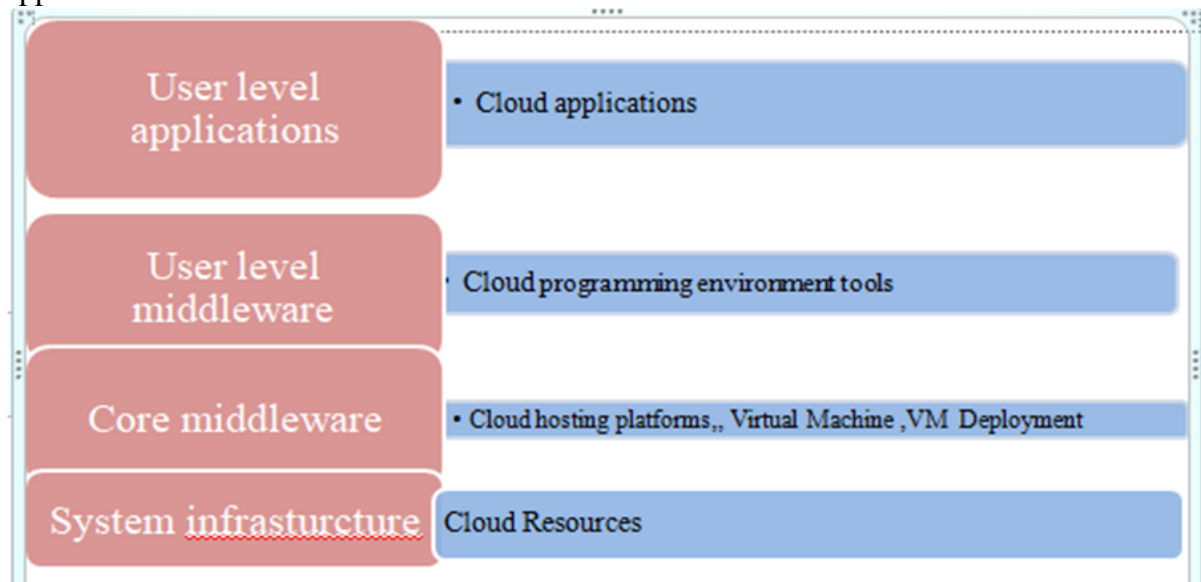 User level
applications
• Cloud applications
User level
middleware
· Cloud programming environment tools
Core middleware
• Cloud hosting platforms,, Virtual Machine ,VM Deployment
System infrasturcture
Cloud Resources